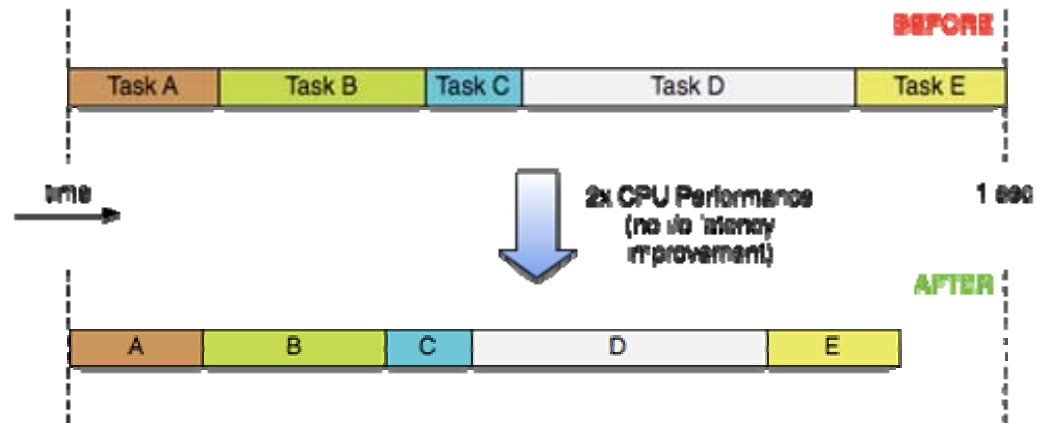 BEFORE
Task A Task B Task C Task D Task E
time
1 sec
2x CPU Performance
(no i/o latency
improvement)
AFTER
A B C D E